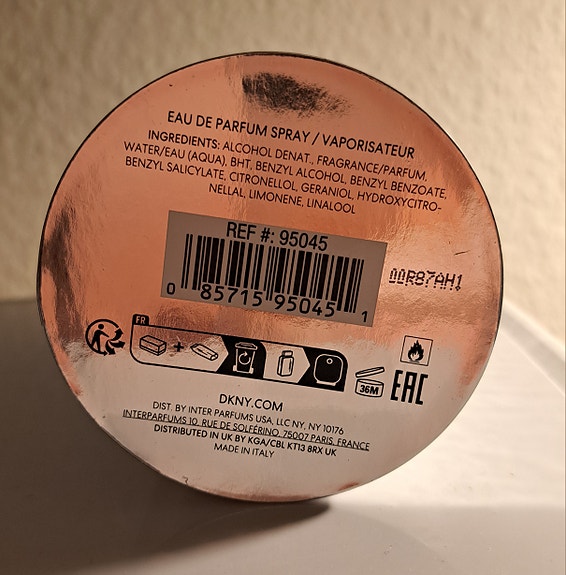 EAU DE PARFUM SPRAY / VAPORISATEUR
INGREDIENTS: ALCOHOL DENAT., FRAGRANCE/PARFUM,
WATER/EAU (AQUA), BHT, BENZYL ALCOHOL, BENZYL BENZOATE,
BENZYL SALICYLATE, CITRONELLOL, GERANIOL, HYDROXYCITRO-
NELLAL, LIMONENE, LINALOOL
REF #: 95045
0 85715 95045 1
00R87AH1
FR
+
36M
EAC
DKNY.COM
DIST. BY INTER PARFUMS USA, LLC NY, NY 10176
INTERPARFUMS 10, RUE DE SOLFÉRINO, 75007 PARIS, FRANCE
DISTRIBUTED IN UK BY KGA/CBL KT13 8RX UK
MADE IN ITALY